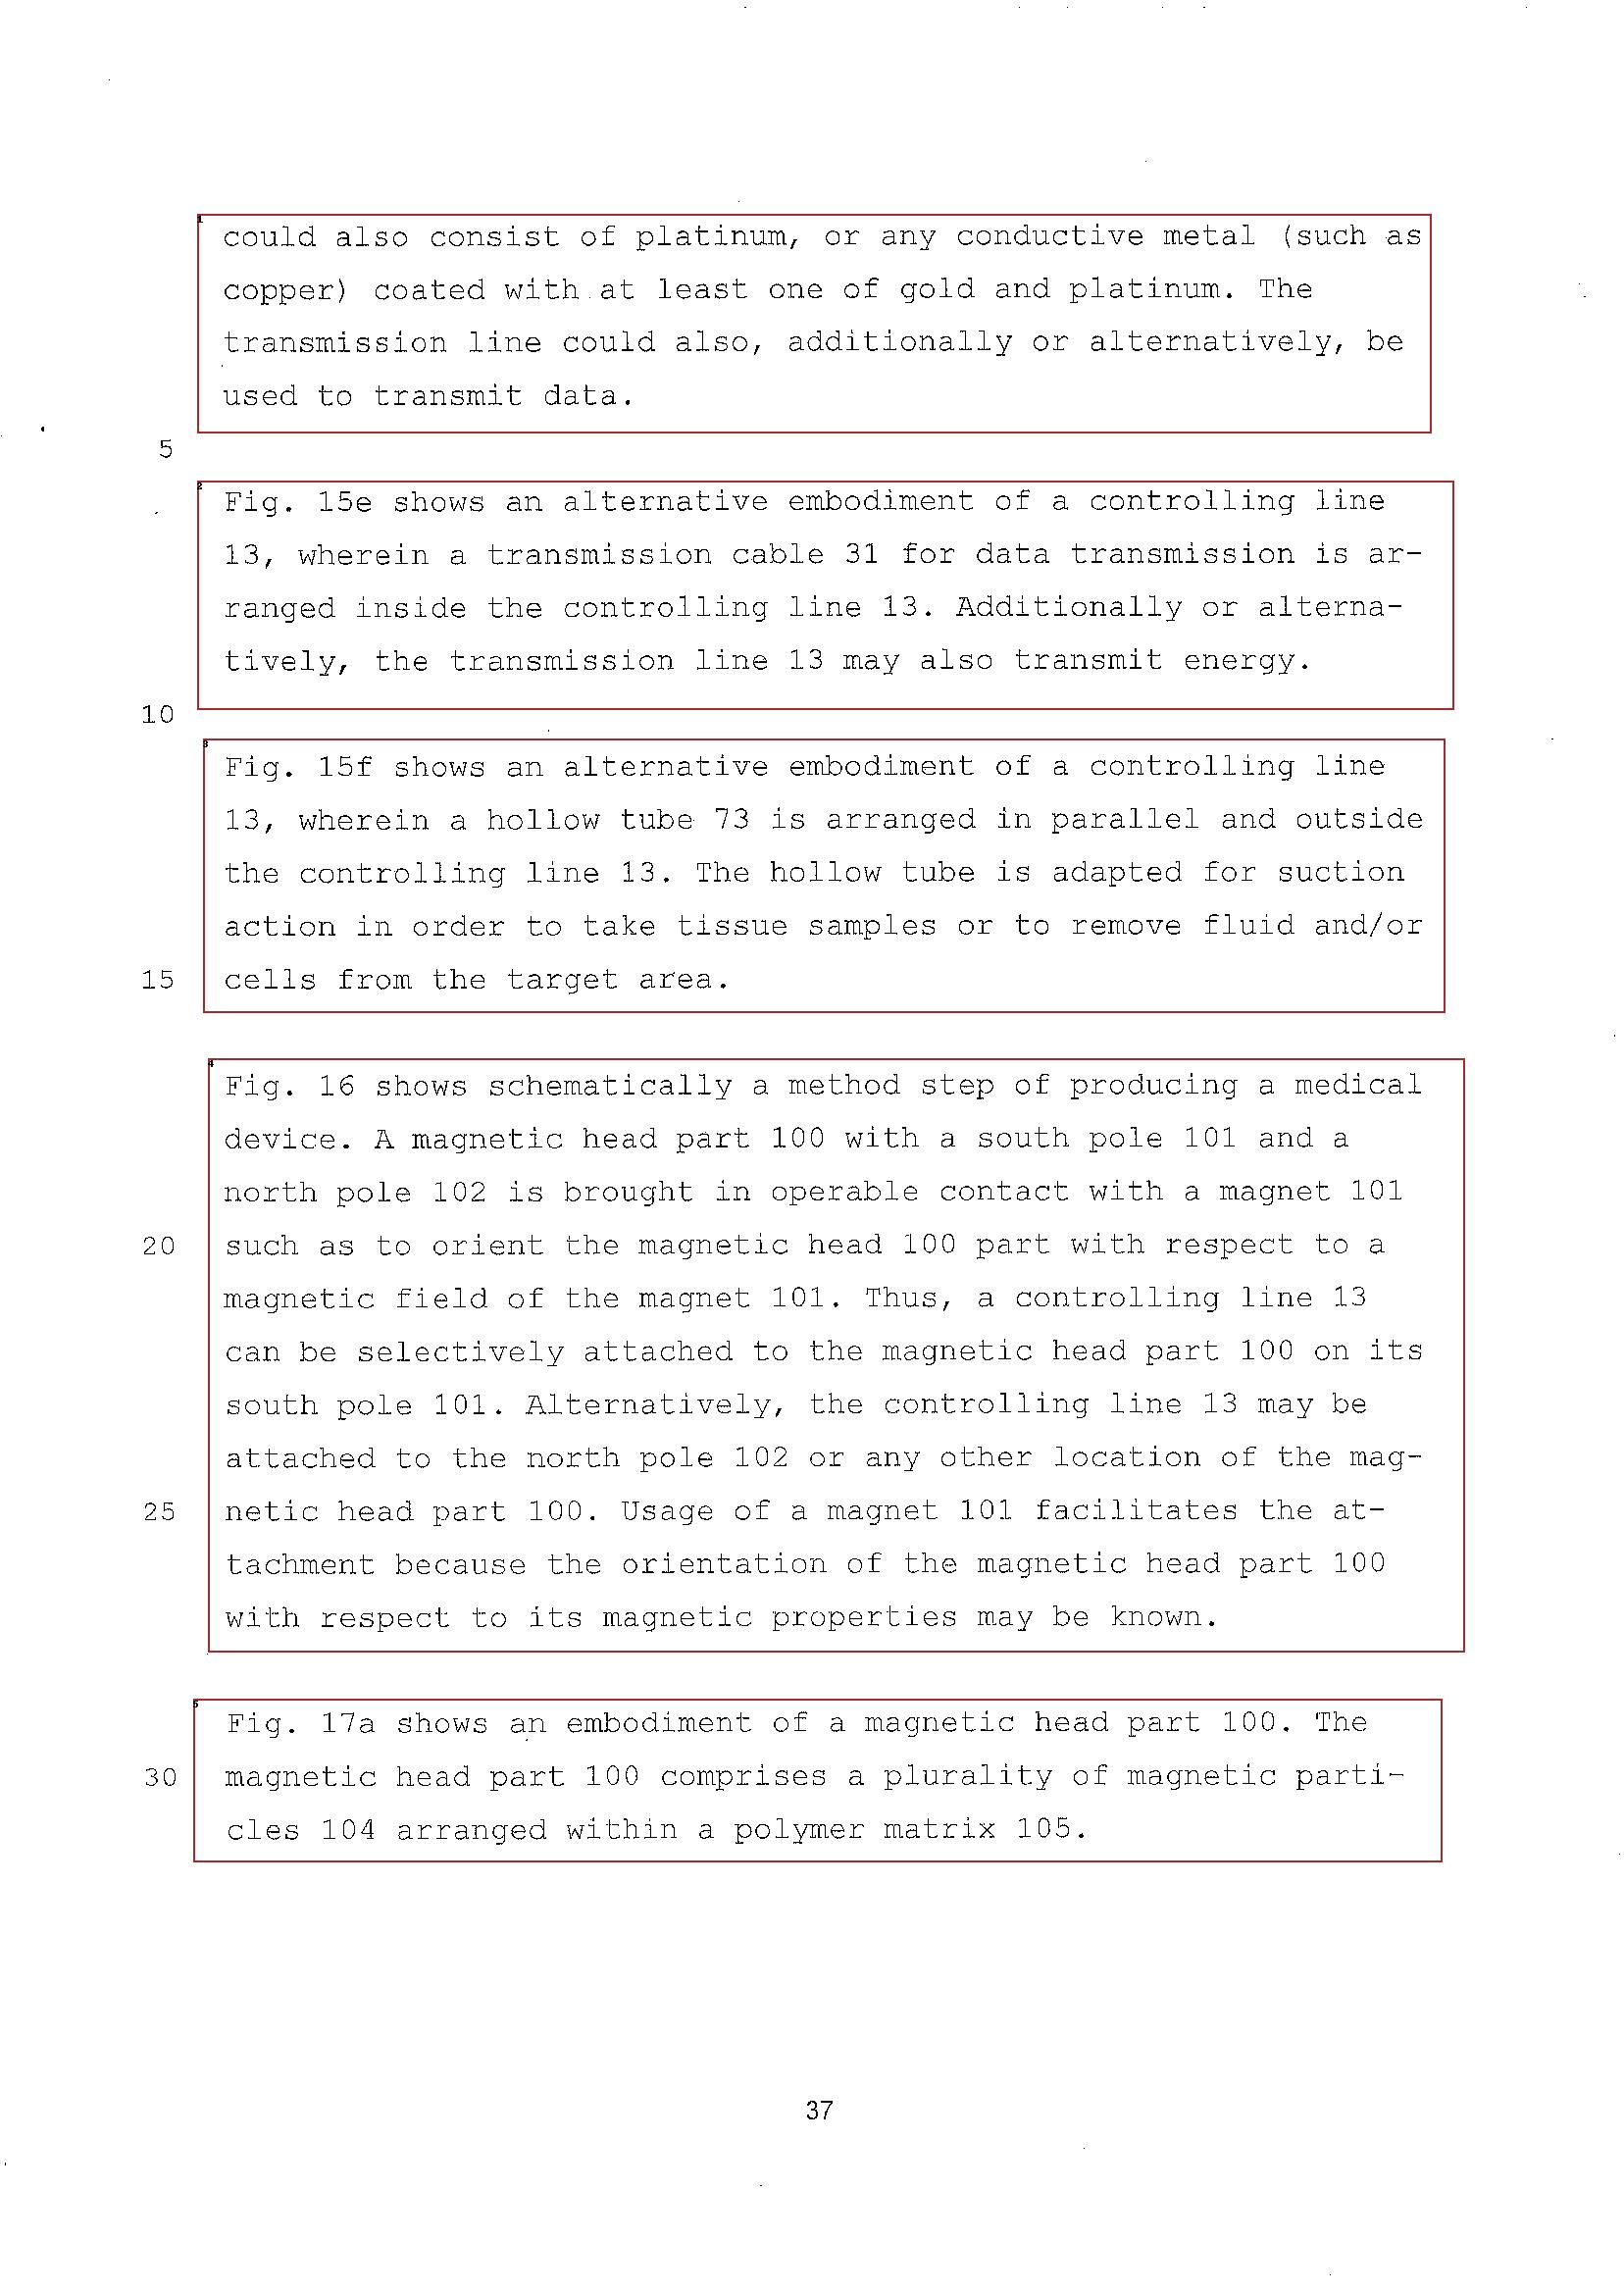 could also consist of platinum, or any conductive metal (such as
copper) coated with at least one of gold and platinum. The
transmission line could also, additionally or alternatively, be
used to transmit data.
5
Fig. 15e shows an alternative embodiment of a controlling line
13, wherein a transmission cable 31 for data transmission is ar-
ranged inside the controlling line 13. Additionally or alterna-
tively, the transmission line 13 may also transmit energy.
10
Fig. 15f shows an alternative embodiment of a controlling line
13, wherein a hollow tube 73 is arranged in parallel and outside
the controlling line 13. The hollow tube is adapted for suction
action in order to take tissue samples or to remove fluid and/or
15 cells from the target area.
Fig. 16 shows schematically a method step of producing a medical
device. A magnetic head part 100 with a south pole 101 and a
north pole 102 is brought in operable contact with a magnet 101
20 such as to orient the magnetic head 100 part with respect to a
magnetic field of the magnet 101. Thus, a controlling line 13
can be selectively attached to the magnetic head part 100 on its
south pole 101. Alternatively, the controlling line 13 may be
attached to the north pole 102 or any other location of the mag-
25 netic head part 100. Usage of a magnet 101 facilitates the at-
tachment because the orientation of the magnetic head part 100
with respect to its magnetic properties may be known.
Fig. 17a shows an embodiment of a magnetic head part 100. The
30 magnetic head part 100 comprises a plurality of magnetic parti-
cles 104 arranged within a polymer matrix 105.
37